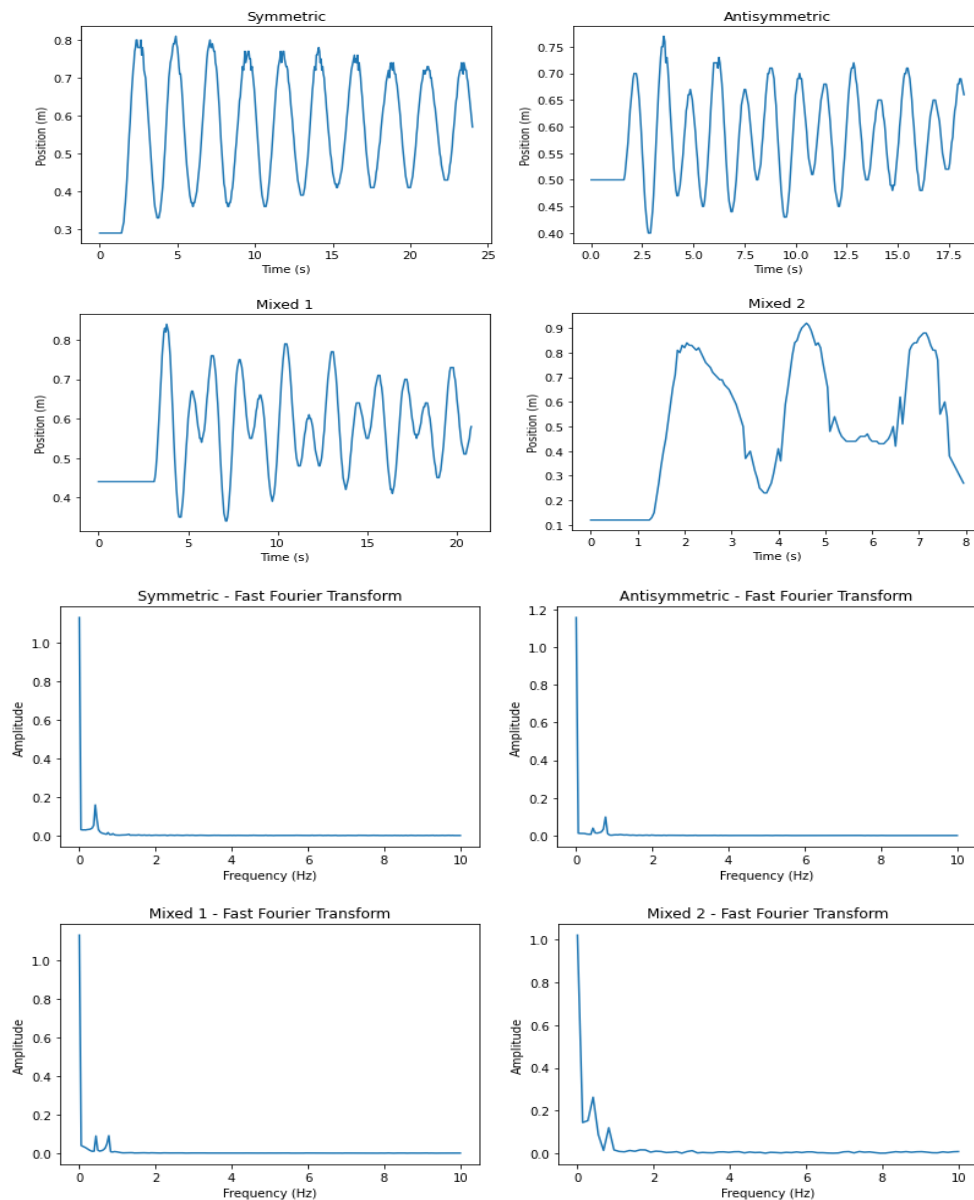 Symmetric
Position (m)
0.8
0.7
0.6
0.5
0.4
0.3
0 5 10 15 20 25
Time (s)
Antisymmetric
Position (m)
0.75
0.70
0.65
0.60
0.55
0.50
0.45
0.40
0.0 2.5 5.0 7.5 10.0 12.5 15.0 17.5
Time (s)
Mixed 1
Position (m)
0.8
0.7
0.6
0.5
0.4
0 5 10 15 20
Time (s)
Mixed 2
Position (m)
0.9
0.8
0.7
0.6
0.5
0.4
0.3
0.2
0.1
0 1 2 3 4 5 6 7 8
Time (s)
Symmetric - Fast Fourier Transform
Amplitude
1.0
0.8
0.6
0.4
0.2
0.0
0 2 4 6 8 10
Frequency (Hz)
Antisymmetric - Fast Fourier Transform
Amplitude
1.2
1.0
0.8
0.6
0.4
0.2
0.0
0 2 4 6 8 10
Frequency (Hz)
Mixed 1 - Fast Fourier Transform
Amplitude
1.0
0.8
0.6
0.4
0.2
0.0
0 2 4 6 8 10
Frequency (Hz)
Mixed 2 - Fast Fourier Transform
Amplitude
1.0
0.8
0.6
0.4
0.2
0.0
0 2 4 6 8 10
Frequency (Hz)